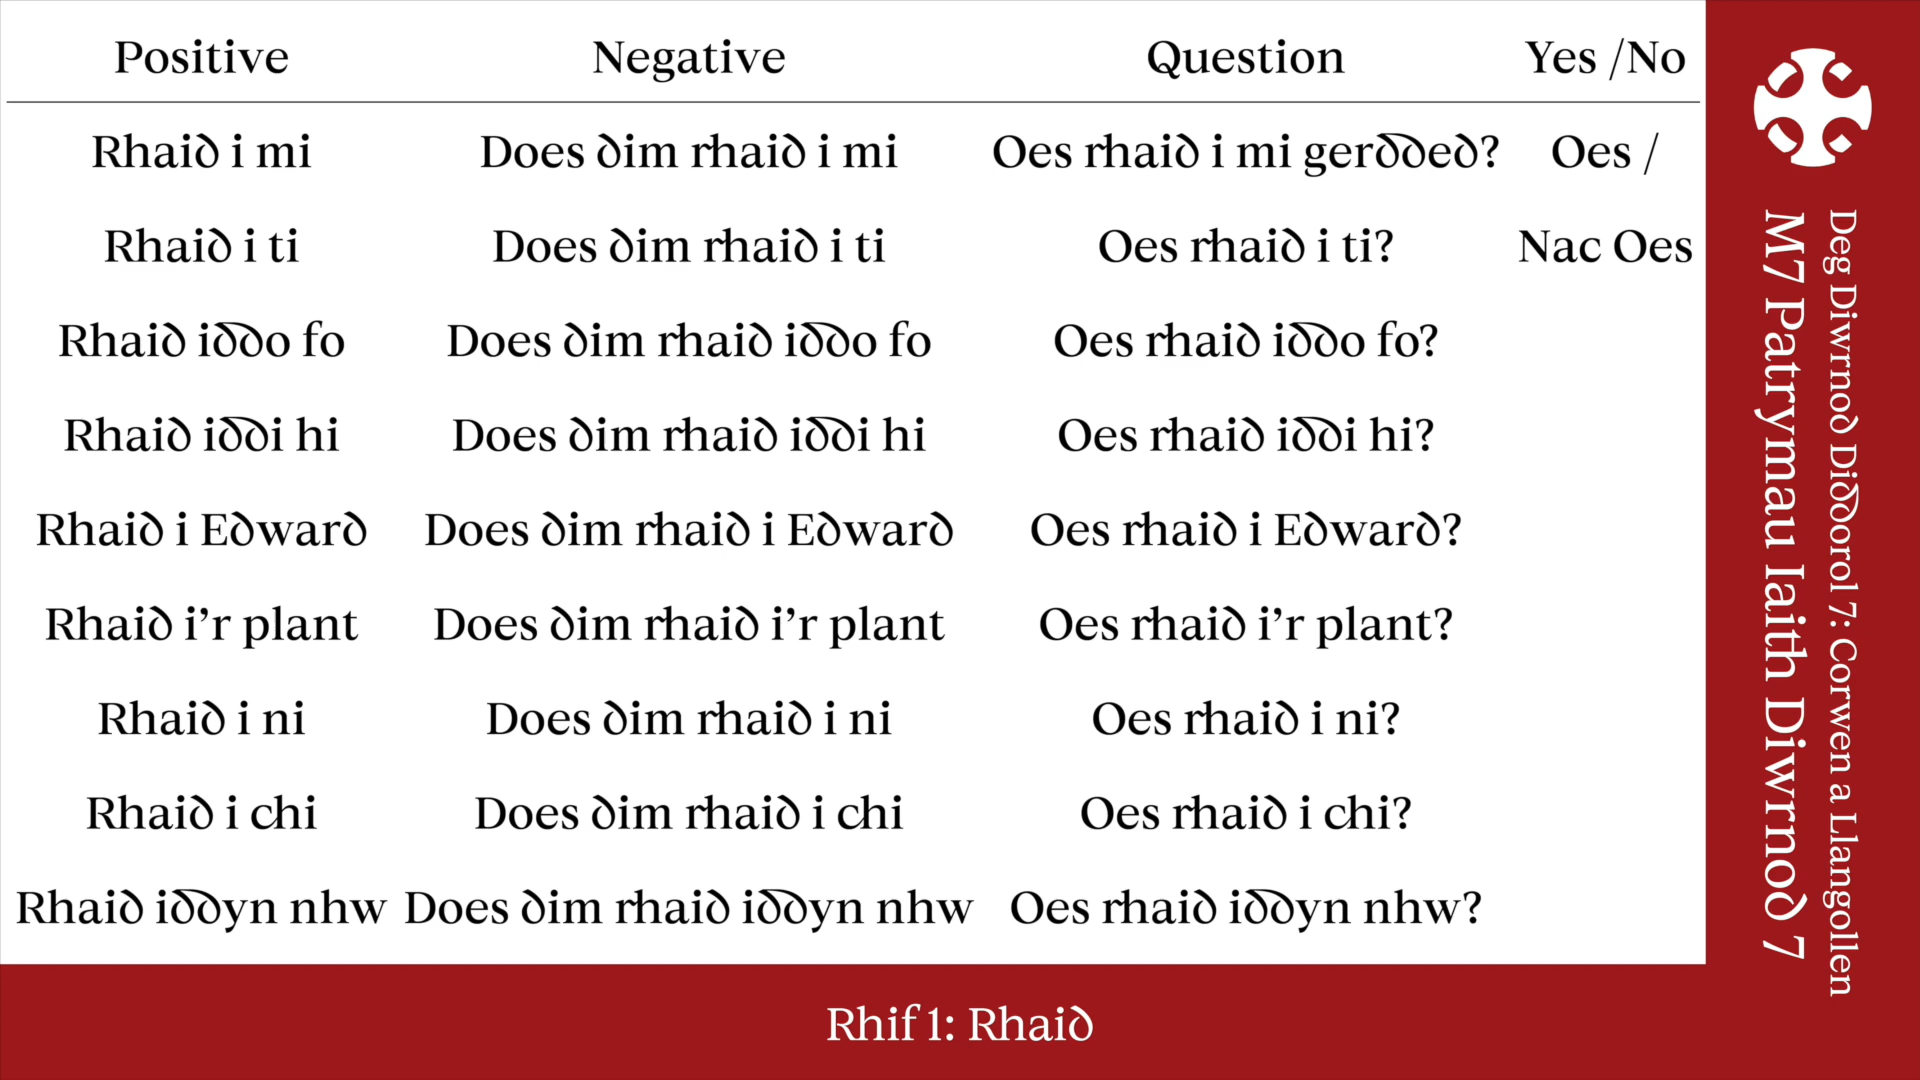 Positive Negative Question Yes /No
Rhaid i mi Does dim rhaid i mi Oes rhaid i mi gerdded? Oes /
Rhaid i ti Does dim rhaid i ti Oes rhaid i ti? Nac Oes
Rhaid iddo fo Does dim rhaid iddo fo Oes rhaid iddo fo?
Rhaid iddi hi Does dim rhaid iddi hi Oes rhaid iddi hi?
Rhaid i Edward Does dim rhaid i Edward Oes rhaid i Edward?
Rhaid i’r plant Does dim rhaid i’r plant Oes rhaid i’r plant?
Rhaid i ni Does dim rhaid i ni Oes rhaid i ni?
Rhaid i chi Does dim rhaid i chi Oes rhaid i chi?
Rhaid iddyn nhw Does dim rhaid iddyn nhw Oes rhaid iddyn nhw?
Rhif 1: Rhaid
Deg Diwrnod Diddorol 7: Corwen a Llangollen
M7 Patrymau Iaith Diwrnod 7